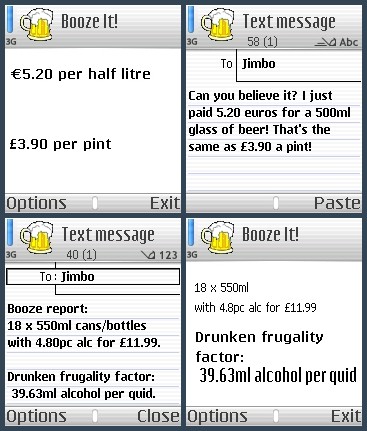 3G
Booze It!
€5.20 per half litre
£3.90 per pint
Options
Exit
3G
Text message
58 (1)
Abc
To
Jimbo
Can you believe it? I just
paid 5.20 euros for a 500ml
glass of beer! That's the
same as £3.90 a pint!
Paste
3G
Text message
40 (1)
123
To:
Jimbo
Booze report:
18 x 550ml cans/bottles
with 4.8pc alc for £11.99.
Drunken frugality factor:
39.63ml alcohol per quid.
Options
Close
3G
Booze It!
18 x 550ml
with 4.8pc alc for £11.99
Drunken frugality
factor:
39.63ml alcohol per quid
Options
Exit